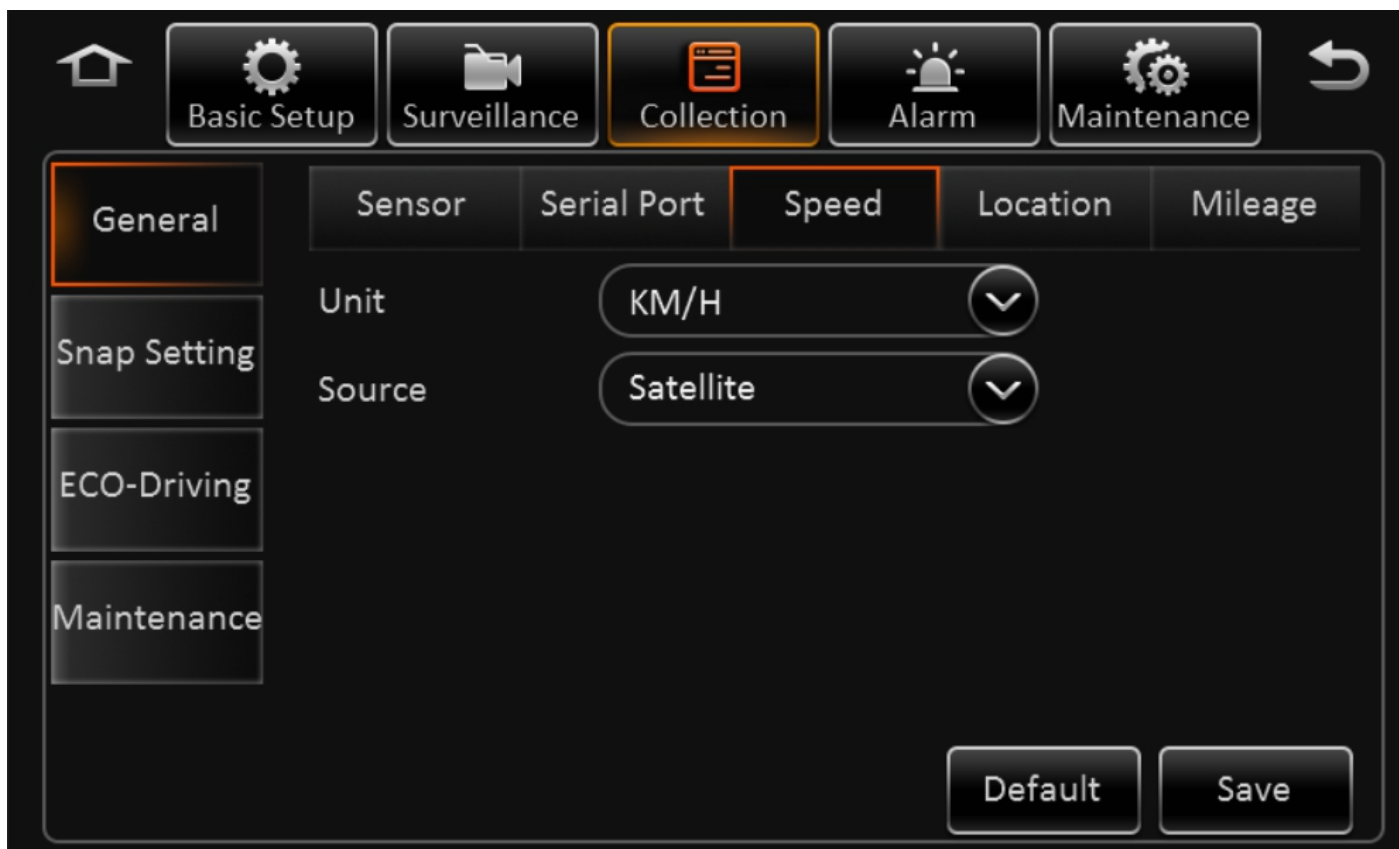 Basic Setup Surveillance Collection Alarm Maintenance
General
Snap Setting
ECO-Driving
Maintenance
Sensor Serial Port Speed Location Mileage
Unit KM/H
Source Satellite
Default Save